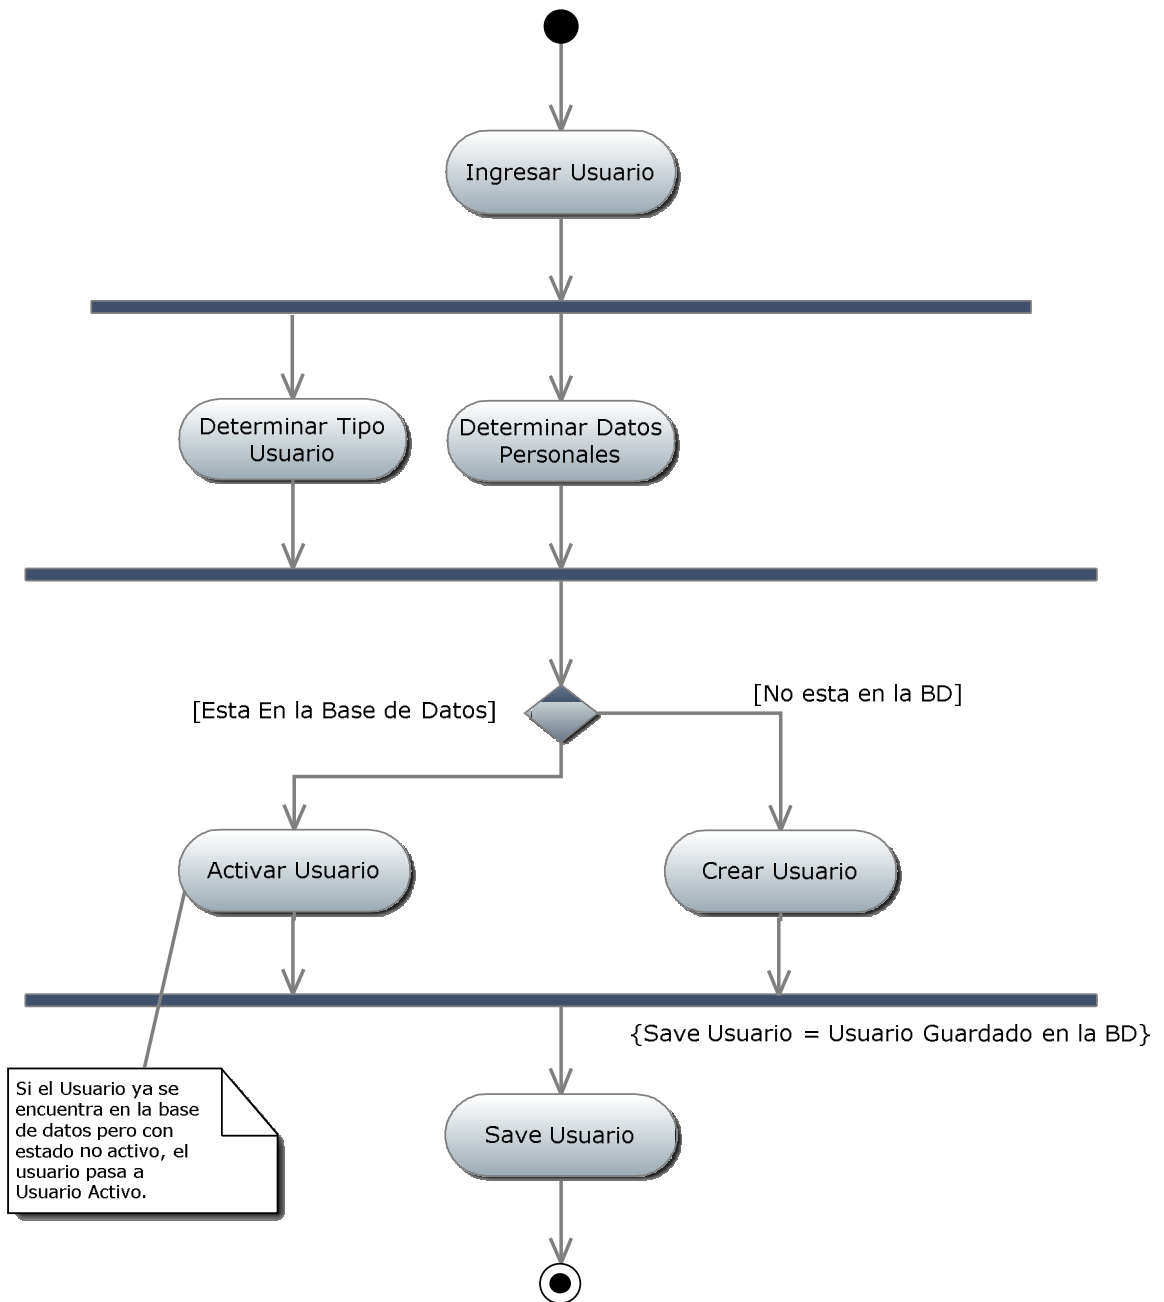 Ingresar Usuario
Determinar Tipo
Usuario
Determinar Datos
Personales
[Esta En la Base de Datos]
[No esta en la BD]
Activar Usuario
Crear Usuario
{Save Usuario = Usuario Guardado en la BD}
Si el Usuario ya se
encuentra en la base
de datos pero con
estado no activo, el
usuario pasa a
Usuario Activo.
Save Usuario